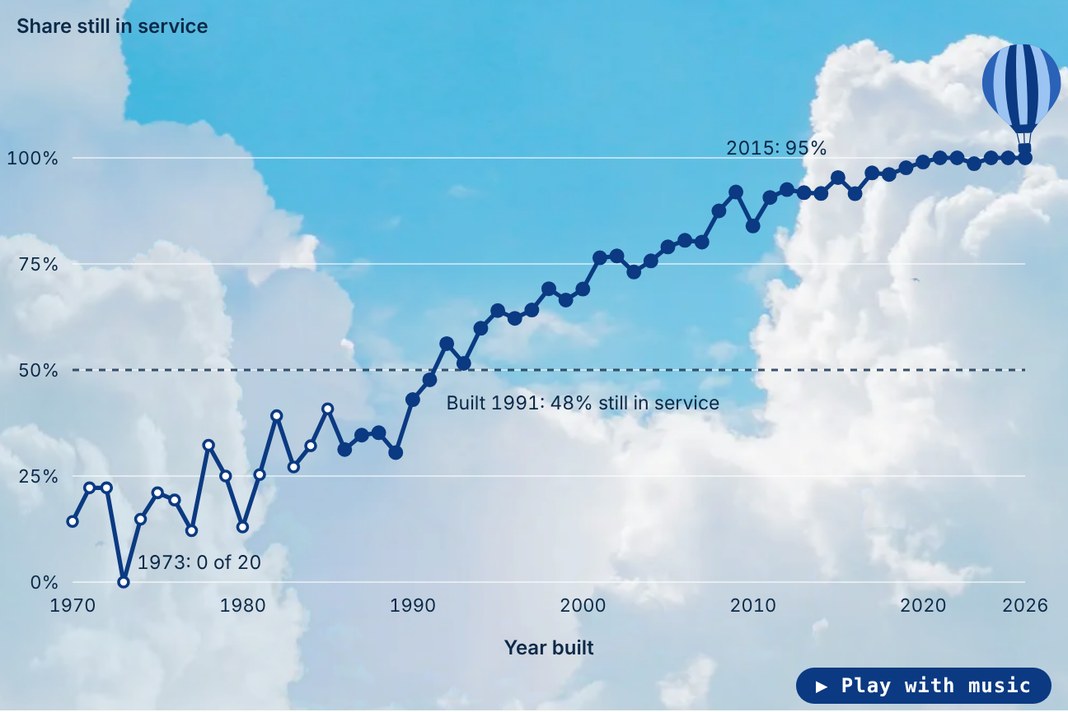 Share still in service
2015: 95%
100%
75%
50%
Built 1991: 48% still in service
25%
1973: 0 of 20
0%
1970 1980 1990 2000 2010 2020 2026
Year built
▶ Play with music